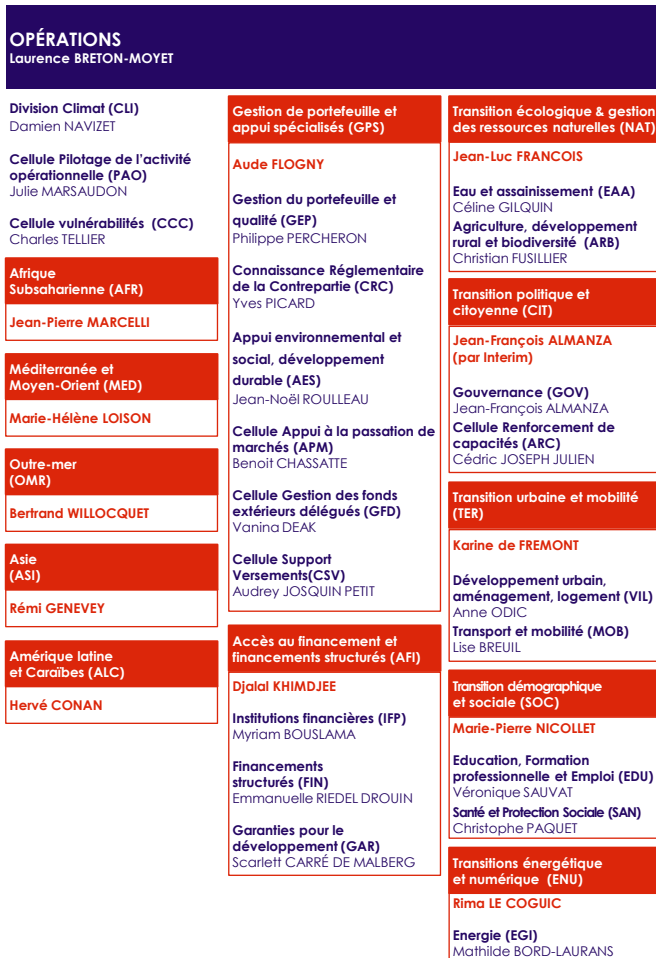 OPÉRATIONS
Laurence BRETON-MOYET
Division Climat (CLI)
Damien NAVIZET
Cellule Pilotage de l'activité
opérationnelle (PAO)
Julie MARSAUDON
Cellule vulnérabilités (CCC)
Charles TELLIER
Afrique
Subsaharienne (AFR)
Jean-Pierre MARCELLI
Méditerranée et
Moyen-Orient (MED)
Marie-Hélène LOISON
Outre-mer
(OMR)
Bertrand WILLOCQUET
Asie
(ASI)
Rémi GENEVEY
Amérique latine
et Caraïbes (ALC)
Hervé CONAN
Gestion de portefeuille et
appui spécialisés (GPS)
Aude FLOGNY
Gestion du portefeuille et
qualité (GEP)
Philippe PERCHERON
Connaissance Réglementaire
de la Contrepartie (CRC)
Yves PICARD
Appui environnemental et
social, développement
durable (AES)
Jean-Noël ROULLEAU
Cellule Appui à la passation de
marchés (APM)
Benoit CHASSATTE
Cellule Gestion des fonds
extérieurs délégués (GFD)
Vanina DEAK
Cellule Support
Versements(CSV)
Audrey JOSQUIN PETIT
Accès au financement et
financements structurés (AFI)
Djalal KHIMDJEE
Institutions financières (IFP)
Myriam BOUSLAMA
Financements
structurés (FIN)
Emmanuelle RIEDEL DROUIN
Garanties pour le
développement (GAR)
Scarlett CARRÉ DE MALBERG
Transition écologique & gestion
des ressources naturelles (NAT)
Jean-Luc FRANCOIS
Eau et assainissement (EAA)
Céline GILQUIN
Agriculture, développement
rural et biodiversité (ARB)
Christian FUSILLIER
Transition politique et
citoyenne (CIT)
Jean-François ALMANZA
(par Interim)
Gouvernance (GOV)
Jean-François ALMANZA
Cellule Renforcement de
capacités (ARC)
Cédric JOSEPH JULIEN
Transition urbaine et mobilité
(TER)
Karine de FREMONT
Développement urbain,
aménagement, logement (VIL)
Anne ODIC
Transport et mobilité (MOB)
Lise BREUIL
Transition démographique
et sociale (SOC)
Marie-Pierre NICOLLET
Education, Formation
professionnelle et Emploi (EDU)
Véronique SAUVAT
Santé et Protection Sociale (SAN)
Christophe PAQUET
Transitions énergétique
et numérique (ENU)
Rima LE COGUIC
Energie (EGI)
Mathilde BORD-LAURANS